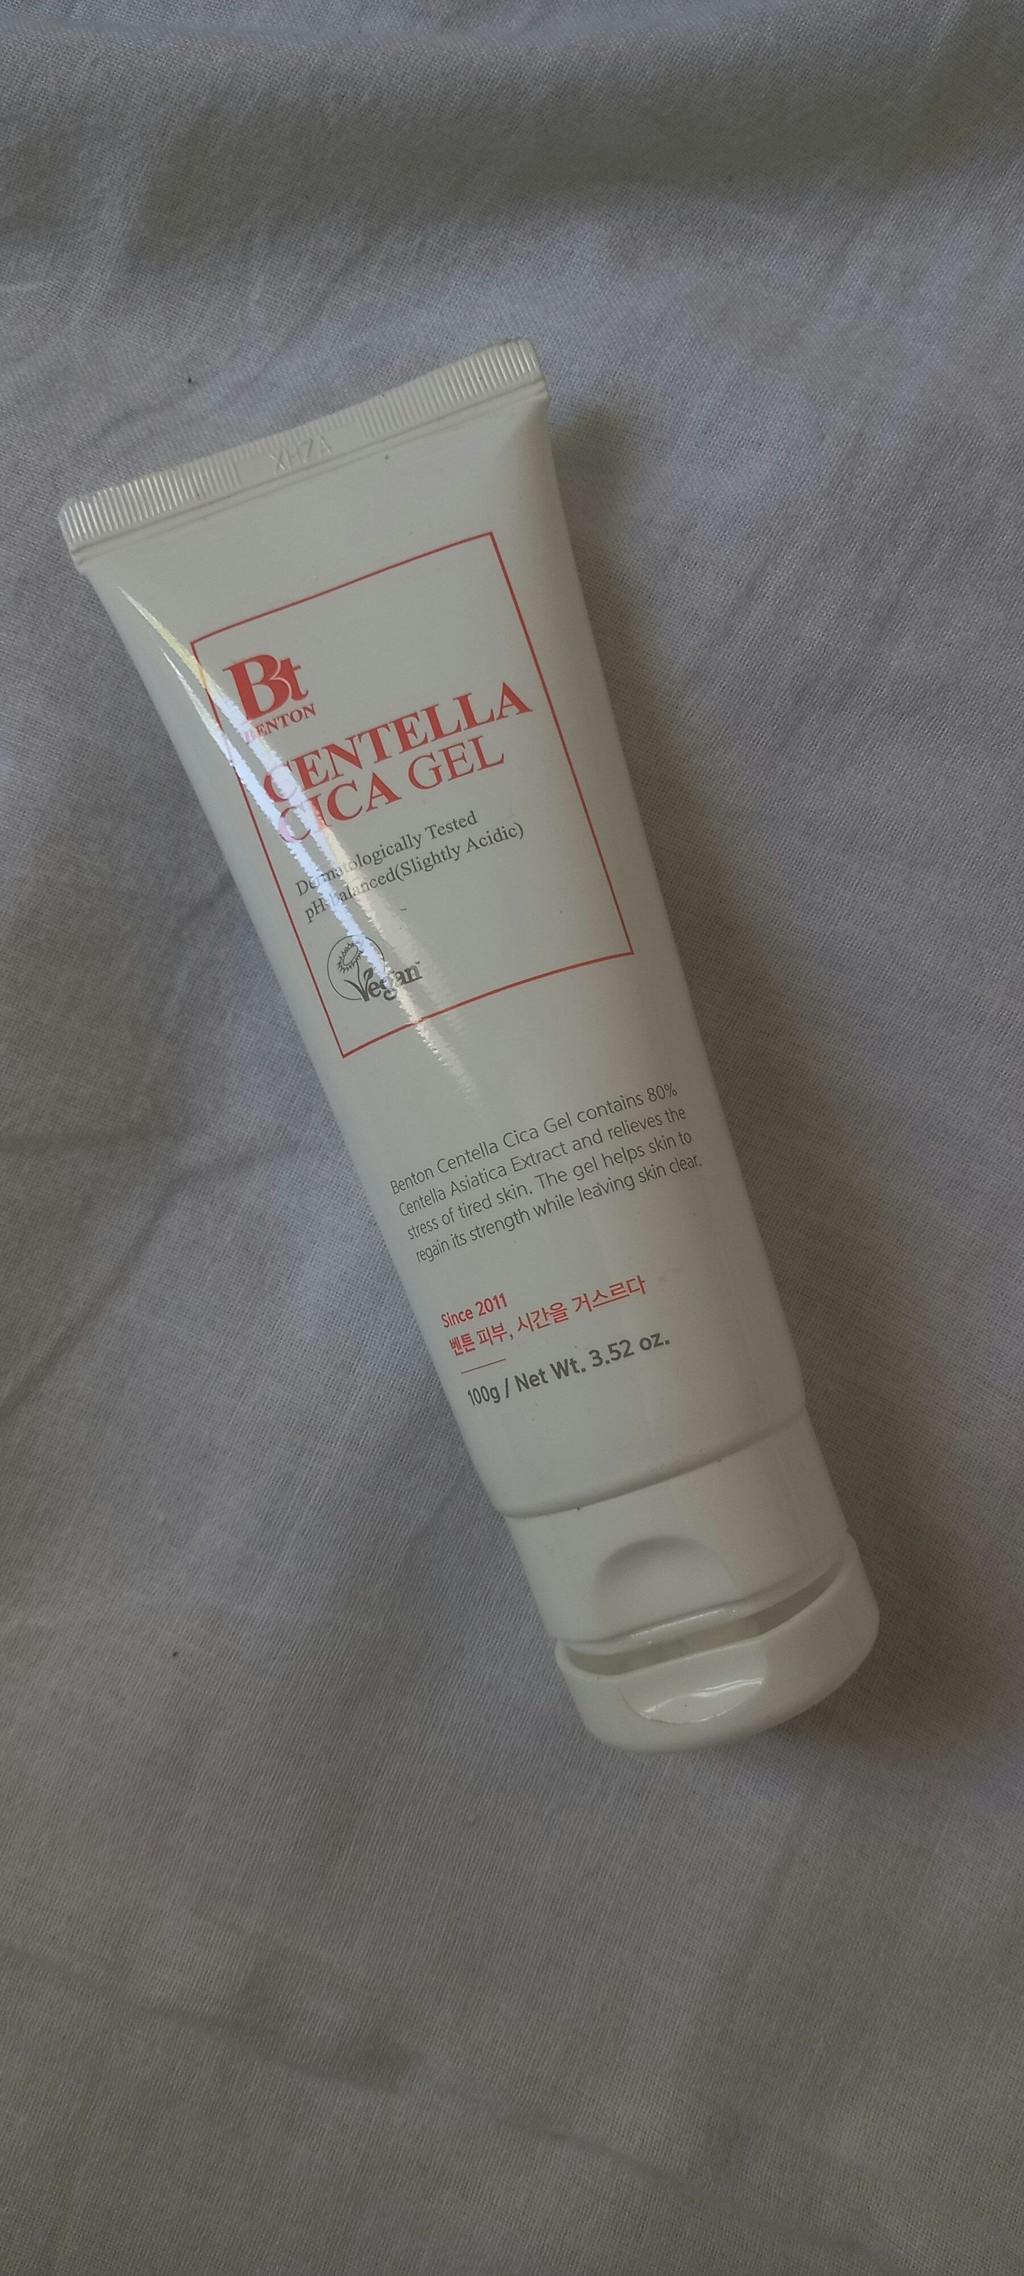 XHZA
Bt
BENTON
CENTELLA
CICA GEL
Dermatologically Tested
pH-balanced(Slightly Acidic)
Vegan™
Benton Centella Cica Gel contains 80%
Centella Asiatica Extract and relieves the
stress of tired skin. The gel helps skin to
regain its strength while leaving skin clear.
Since 2011
벤튼 피부, 시간을 거스르다
100g / Net Wt. 3.52 oz.